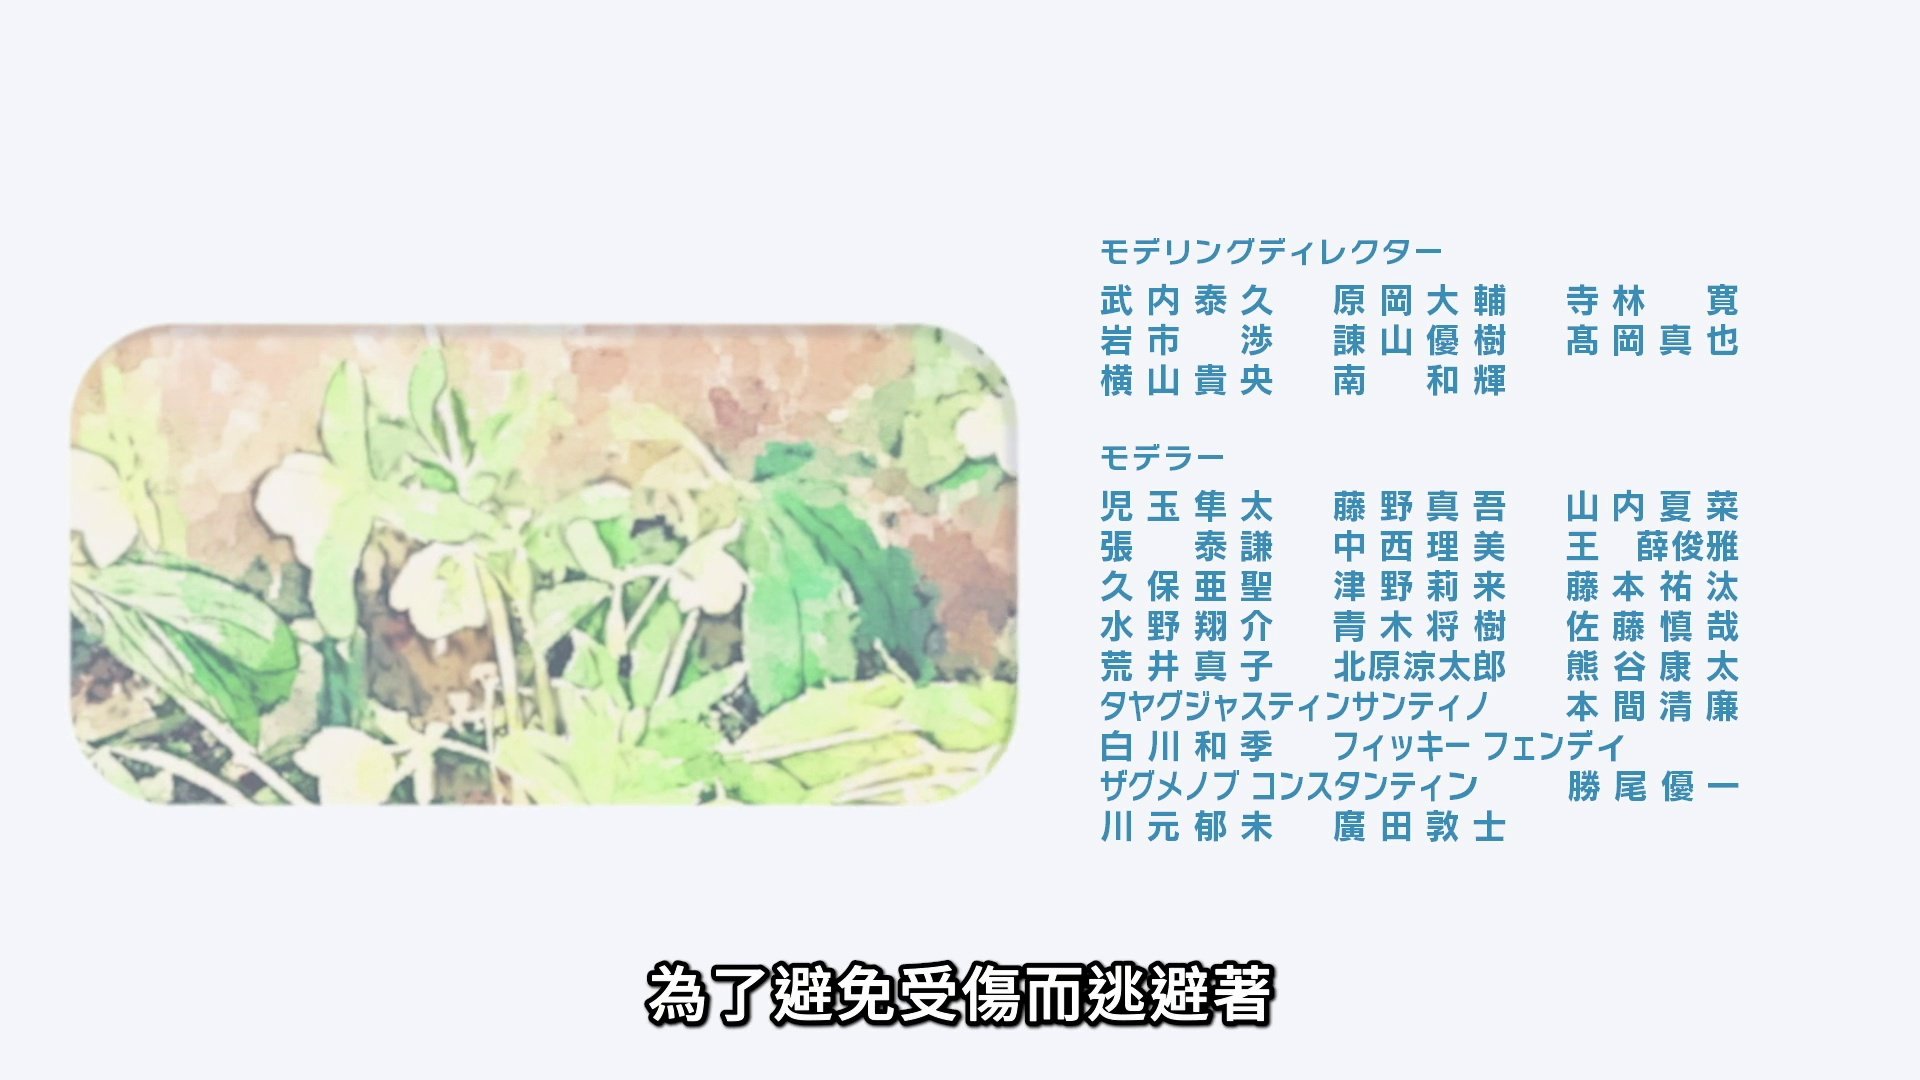 モデリングディレクター
武内泰久 原岡大輔 寺林 寛
岩市 渉 諌山優樹 髙岡真也
横山貴央 南 和輝
モデラー
児玉隼太 藤野真吾 山内夏菜
張 泰謙 中西理美 王 薛俊雅
久保亜聖 津野莉来 藤本祐汰
水野翔介 青木将樹 佐藤慎哉
荒井真子 北原涼太郎 熊谷康太
タヤグジャスティンサンティノ 本間清廉
白川和季 フィッキー フェンディ
ザグメノブ コンスタンティン 勝尾優一
川元郁未 廣田敦士
為了避免受傷而逃避著